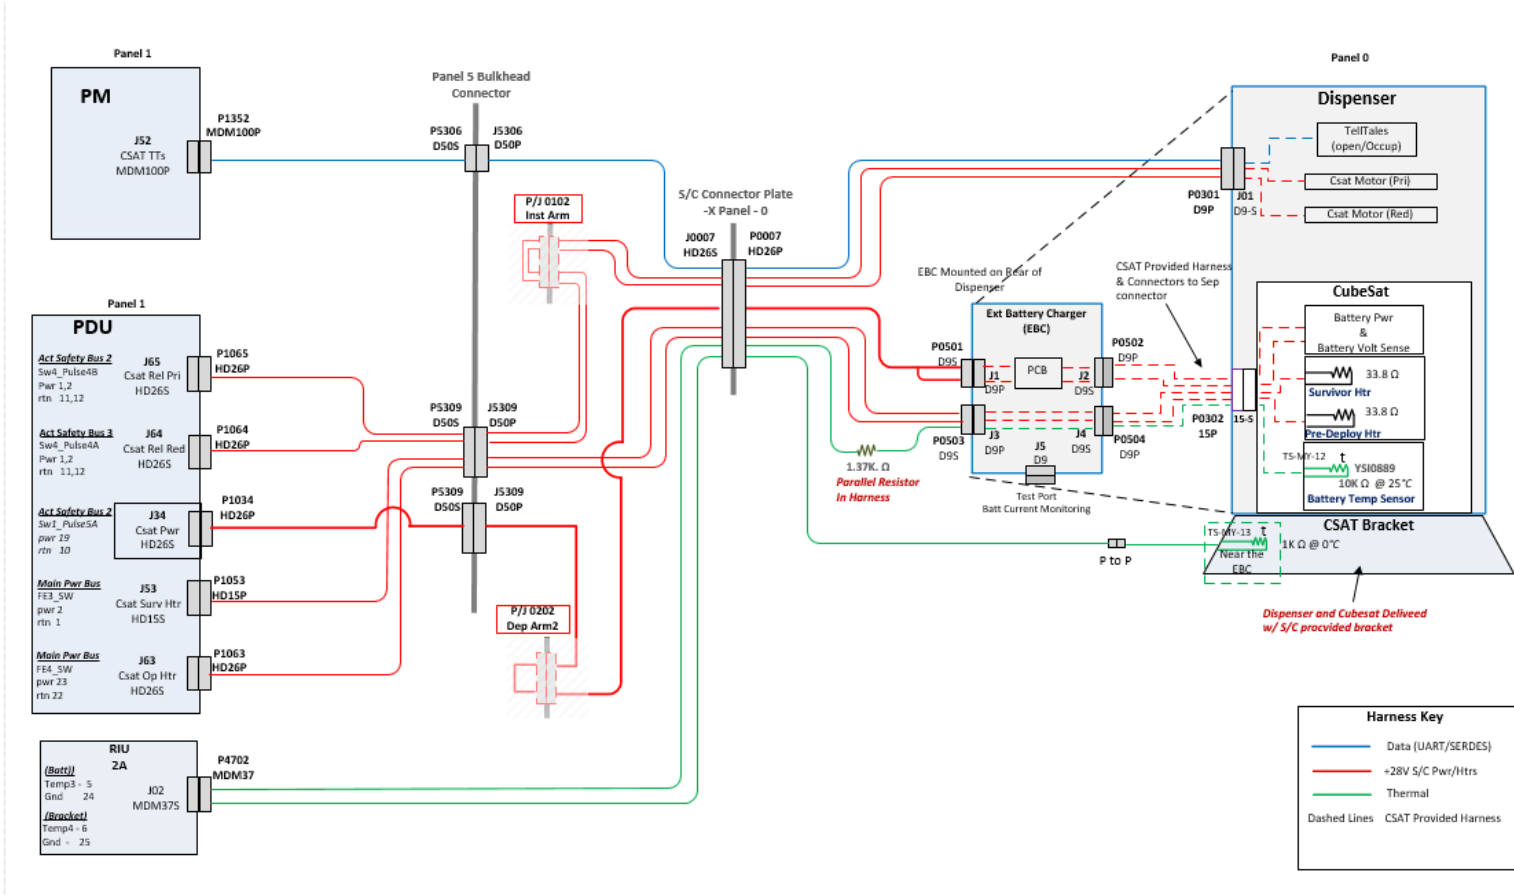 Panel 1
PM
J52
CSAT TTs
MDM100P
P1352
MDM100P
Panel 5 Bulkhead
Connector
P5306
D50S
J5306
D50P
P/J 0102
Inst Arm
S/C Connector Plate
-X Panel - 0
J0007
HD26S
P0007
HD26P
Panel 0
Dispenser
TellTales
(open/Occup)
Csat Motor (Pri)
Csat Motor (Red)
P0301
D9P
J01
D9-S
EBC Mounted on Rear of
Dispenser
CSAT Provided Harness
& Connectors to Sep
connector
Ext Battery Charger
(EBC)
P0501
D9S
J1
D9P
PCB
J2
D9S
P0502
D9P
P0503
D9S
J3
D9P
J4
D9S
P0504
D9P
J5
D9
Test Port
Batt Current Monitoring
P0302
15P
15-S
CubeSat
Battery Pwr
&
Battery Volt Sense
33.8 Ω
Survivor Htr
33.8 Ω
Pre-Deploy Htr
TS-MY-12
t
YSI0889
10K Ω @ 25°C
Battery Temp Sensor
CSAT Bracket
TS-MY-13
t
1K Ω @ 0°C
Near the
EBC
P to P
Dispenser and Cubesat Deliveed
w/ S/C procvided bracket
1.37K. Ω
Parallel Resistor
In Harness
Panel 1
PDU
Act Safety Bus 2
Sw4_Pulse4B
Pwr 1,2
rtn 11,12
J65
Csat Rel Pri
HD26S
P1065
HD26P
Act Safety Bus 3
Sw4_Pulse4A
Pwr 1,2
rtn 11,12
J64
Csat Rel Red
HD26S
P1064
HD26P
Act Safety Bus 2
Sw1_Pulse5A
pwr 19
rtn 10
J34
Csat Pwr
HD26S
P1034
HD26P
Main Pwr Bus
FE3_SW
pwr 2
rtn 1
J53
Csat Surv Htr
HD15S
P1053
HD15P
Main Pwr Bus
FE4_SW
pwr 23
rtn 22
J63
Csat Op Htr
HD26S
P1063
HD26P
P5309
D50S
J5309
D50P
P5309
D50S
J5309
D50P
P/J 0202
Dep Arm2
RIU
2A
(Batt))
Temp3 - 5
Gnd 24
(Bracket)
Temp4 - 6
Gnd - 25
J02
MDM37S
P4702
MDM37
Harness Key
Data (UART/SERDES)
+28V S/C Pwr/Htrs
Thermal
Dashed Lines CSAT Provided Harness